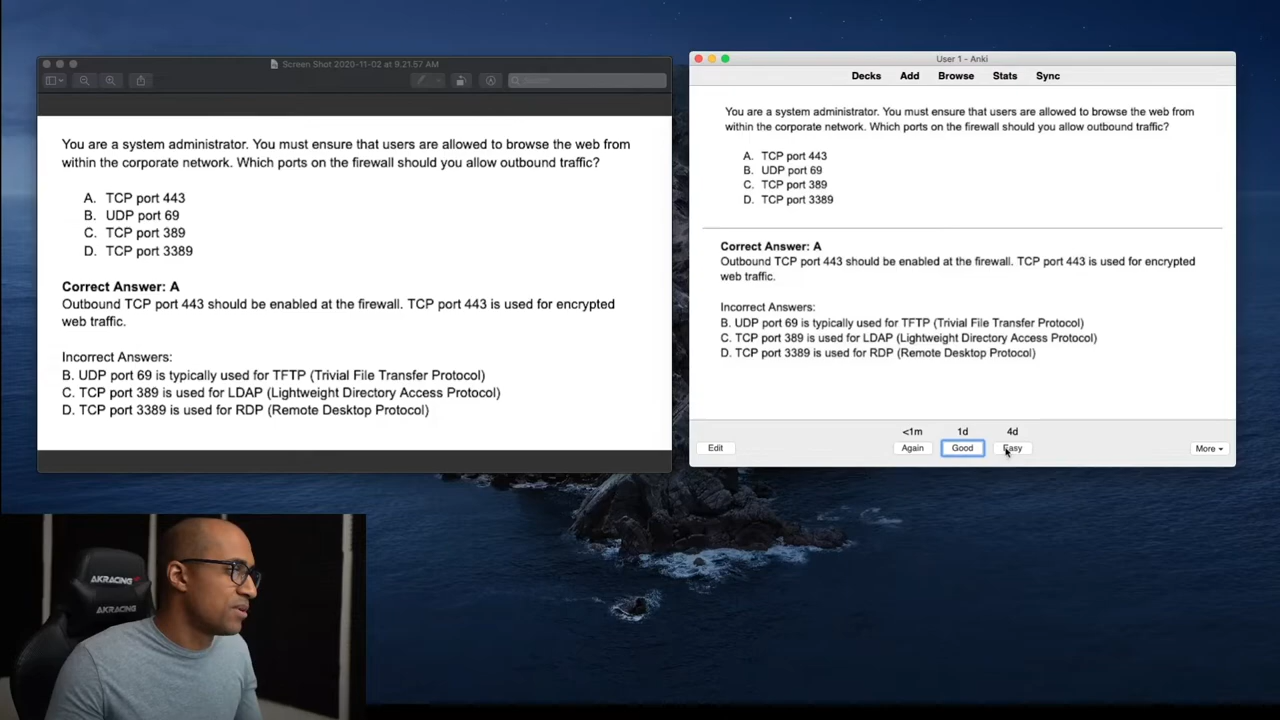 Screen Shot 2020-11-02 at 9.21.57 AM
You are a system administrator. You must ensure that users are allowed to browse the web from
within the corporate network. Which ports on the firewall should you allow outbound traffic?
A. TCP port 443
B. UDP port 69
C. TCP port 389
D. TCP port 3389
Correct Answer: A
Outbound TCP port 443 should be enabled at the firewall. TCP port 443 is used for encrypted
web traffic.
Incorrect Answers:
B. UDP port 69 is typically used for TFTP (Trivial File Transfer Protocol)
C. TCP port 389 is used for LDAP (Lightweight Directory Access Protocol)
D. TCP port 3389 is used for RDP (Remote Desktop Protocol)
User 1 - Anki
Decks Add Browse Stats Sync
You are a system administrator. You must ensure that users are allowed to browse the web from
within the corporate network. Which ports on the firewall should you allow outbound traffic?
A. TCP port 443
B. UDP port 69
C. TCP port 389
D. TCP port 3389
Correct Answer: A
Outbound TCP port 443 should be enabled at the firewall. TCP port 443 is used for encrypted
web traffic.
Incorrect Answers:
B. UDP port 69 is typically used for TFTP (Trivial File Transfer Protocol)
C. TCP port 389 is used for LDAP (Lightweight Directory Access Protocol)
D. TCP port 3389 is used for RDP (Remote Desktop Protocol)
<1m 1d 4d
Edit Again Good Easy More
AKRACING
AKRACING